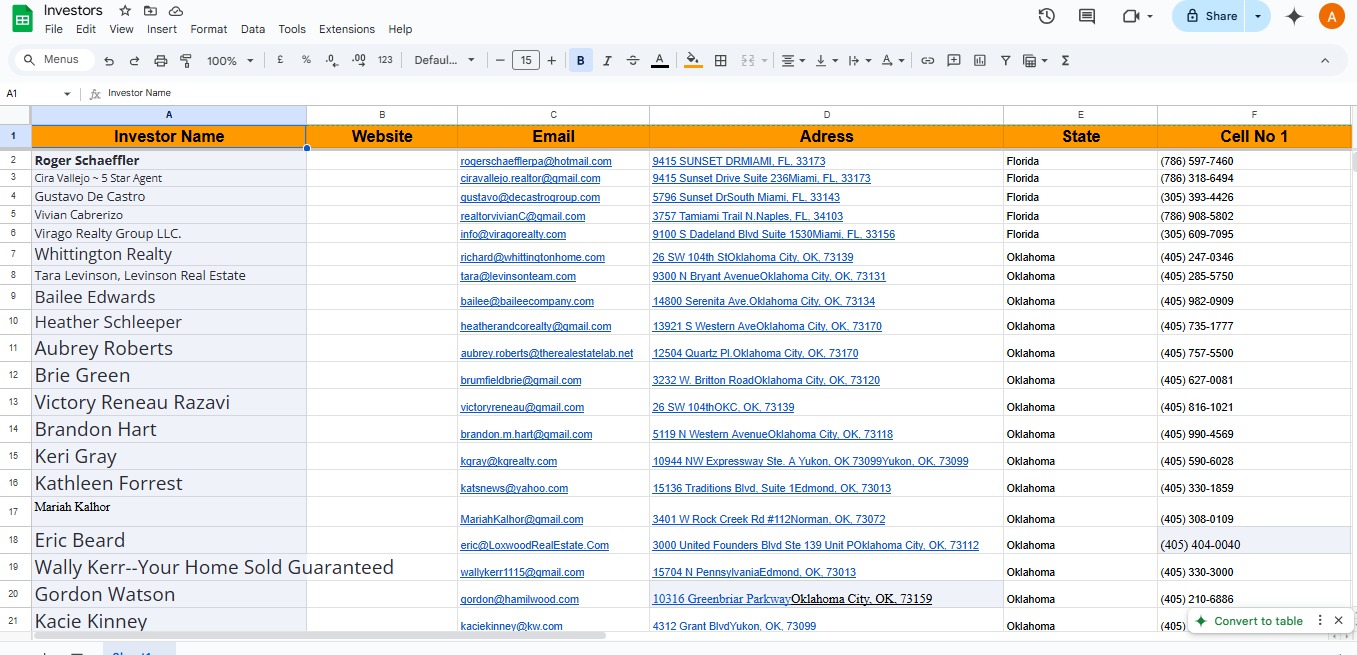 Investors
File Edit View Insert Format Data Tools Extensions Help
Share
A
Menus 100% £ % .0 .00 123 Defaul... 15 B I A Σ
A1 fx Investor Name
A B C D E F
1 Investor Name Website Email Adress State Cell No 1
2 Roger Schaeffler rogerschaefflerpa@hotmail.com 9415 SUNSET DRMIAMI, FL, 33173 Florida (786) 597-7460
3 Cira Vallejo ~ 5 Star Agent ciravallejo.realtor@gmail.com 9415 Sunset Drive Suite 236Miami, FL, 33173 Florida (786) 318-6494
4 Gustavo De Castro gustavo@decastrogroup.com 5796 Sunset DrSouth Miami, FL, 33143 Florida (305) 393-4426
5 Vivian Cabrerizo realtorvivianC@gmail.com 3757 Tamiami Trail N.Naples, FL, 34103 Florida (786) 908-5802
6 Virago Realty Group LLC. info@viragorealty.com 9100 S Dadeland Blvd Suite 1530Miami, FL, 33156 Florida (305) 609-7095
7 Whittington Realty richard@whittingtonhome.com 26 SW 104th StOklahoma City, OK, 73139 Oklahoma (405) 247-0346
8 Tara Levinson, Levinson Real Estate tara@levinsonteam.com 9300 N Bryant AvenueOklahoma City, OK, 73131 Oklahoma (405) 285-5750
9 Bailee Edwards bailee@baileecompany.com 14800 Serenita Ave.Oklahoma City, OK, 73134 Oklahoma (405) 982-0909
10 Heather Schleeper heatherandcorealty@gmail.com 13921 S Western AveOklahoma City, OK, 73170 Oklahoma (405) 735-1777
11 Aubrey Roberts aubrey.roberts@therealestatelab.net 12504 Quartz Pl.Oklahoma City, OK, 73170 Oklahoma (405) 757-5500
12 Brie Green brumfieldbrie@gmail.com 3232 W. Britton RoadOklahoma City, OK, 73120 Oklahoma (405) 627-0081
13 Victory Reneau Razavi victoryreneau@gmail.com 26 SW 104thOKC, OK, 73139 Oklahoma (405) 816-1021
14 Brandon Hart brandon.m.hart@gmail.com 5119 N Western AvenueOklahoma City, OK, 73118 Oklahoma (405) 990-4569
15 Keri Gray kgray@kgrealty.com 10944 NW Expressway Ste. A Yukon, OK 73099Yukon, OK, 73099 Oklahoma (405) 590-6028
16 Kathleen Forrest katsnews@yahoo.com 15136 Traditions Blvd, Suite 1Edmond, OK, 73013 Oklahoma (405) 330-1859
17 Mariah Kalhor MariahKalhor@gmail.com 3401 W Rock Creek Rd #112Norman, OK, 73072 Oklahoma (405) 308-0109
18 Eric Beard eric@LoxwoodRealEstate.Com 3000 United Founders Blvd Ste 139 Unit POklahoma City, OK, 73112 Oklahoma (405) 404-0040
19 Wally Kerr--Your Home Sold Guaranteed wallykerr1115@gmail.com 15704 N PennsylvaniaEdmond, OK, 73013 Oklahoma (405) 330-3000
20 Gordon Watson gordon@hamilwood.com 10316 Greenbriar ParkwayOklahoma City, OK, 73159 Oklahoma (405) 210-6886
21 Kacie Kinney kaciekinney@kw.com 4312 Grant BlvdYukon, OK, 73099 Oklahoma (405)
Convert to table